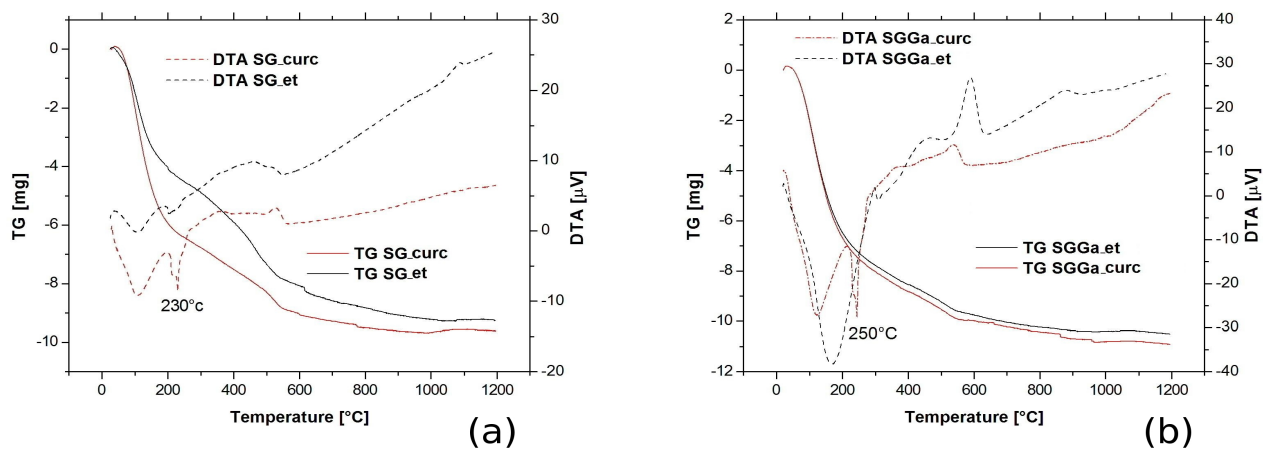 DTA SG_curc
DTA SG_et
TG SG_curc
TG SG_et
230°c
0
-2
-4
-6
-8
-10
TG [mg]
30
20
10
0
-10
-20
DTA [µV]
0 200 400 600 800 1000 1200
Temperature [°C]
(a)
DTA SGGa_curc
DTA SGGa_et
TG SGGa_et
TG SGGa_curc
250°C
2
0
-2
-4
-6
-8
-10
-12
TG [mg]
40
30
20
10
0
-10
-20
-30
-40
DTA [µV]
0 200 400 600 800 1000 1200
Temperature [°C]
(b)